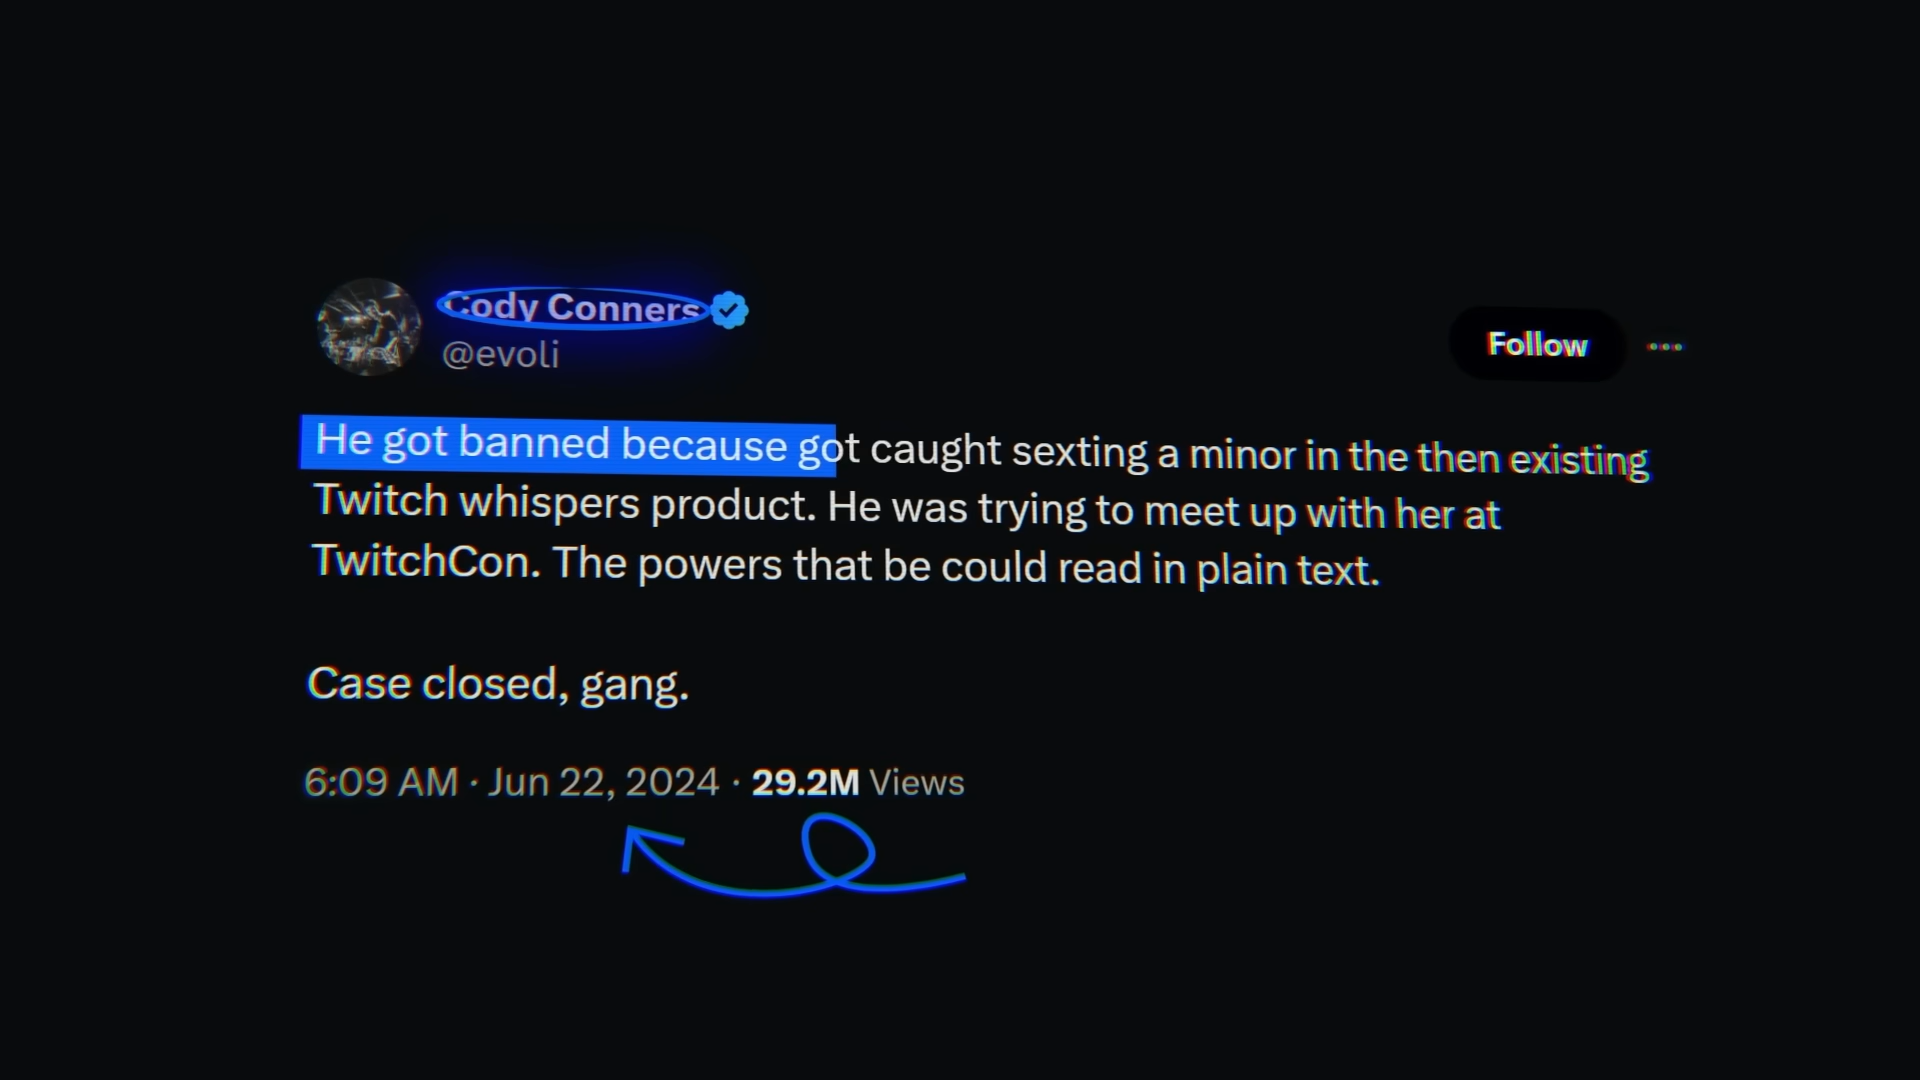 Cody Conners
@evoli
Follow
He got banned because got caught sexting a minor in the then existing
Twitch whispers product. He was trying to meet up with her at
TwitchCon. The powers that be could read in plain text.
Case closed, gang.
6:09 AM · Jun 22, 2024 · 29.2M Views